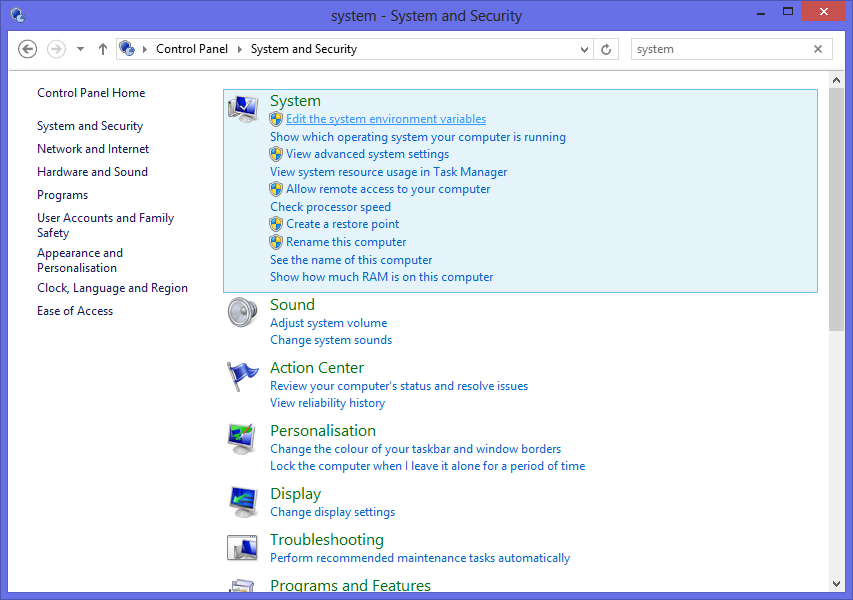 system - System and Security
Control Panel System and Security
system
Control Panel Home
System and Security
Network and Internet
Hardware and Sound
Programs
User Accounts and Family
Safety
Appearance and
Personalisation
Clock, Language and Region
Ease of Access
System
Edit the system environment variables
Show which operating system your computer is running
View advanced system settings
View system resource usage in Task Manager
Allow remote access to your computer
Check processor speed
Create a restore point
Rename this computer
See the name of this computer
Show how much RAM is on this computer
Sound
Adjust system volume
Change system sounds
Action Center
Review your computer's status and resolve issues
View reliability history
Personalisation
Change the colour of your taskbar and window borders
Lock the computer when I leave it alone for a period of time
Display
Change display settings
Troubleshooting
Perform recommended maintenance tasks automatically
Programs and Features